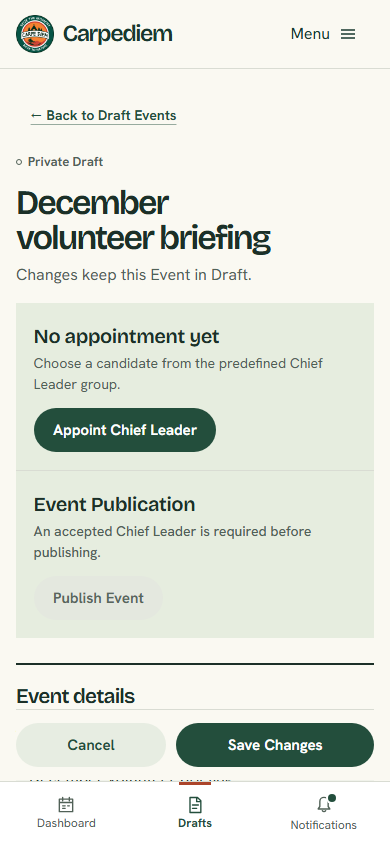 CARPE DIEM
Carpediem
Menu
← Back to Draft Events
Private Draft
December
volunteer briefing
Changes keep this Event in Draft.
No appointment yet
Choose a candidate from the predefined Chief
Leader group.
Appoint Chief Leader
Event Publication
An accepted Chief Leader is required before
publishing.
Publish Event
Event details
Cancel
Save Changes
Dashboard
Drafts
Notifications